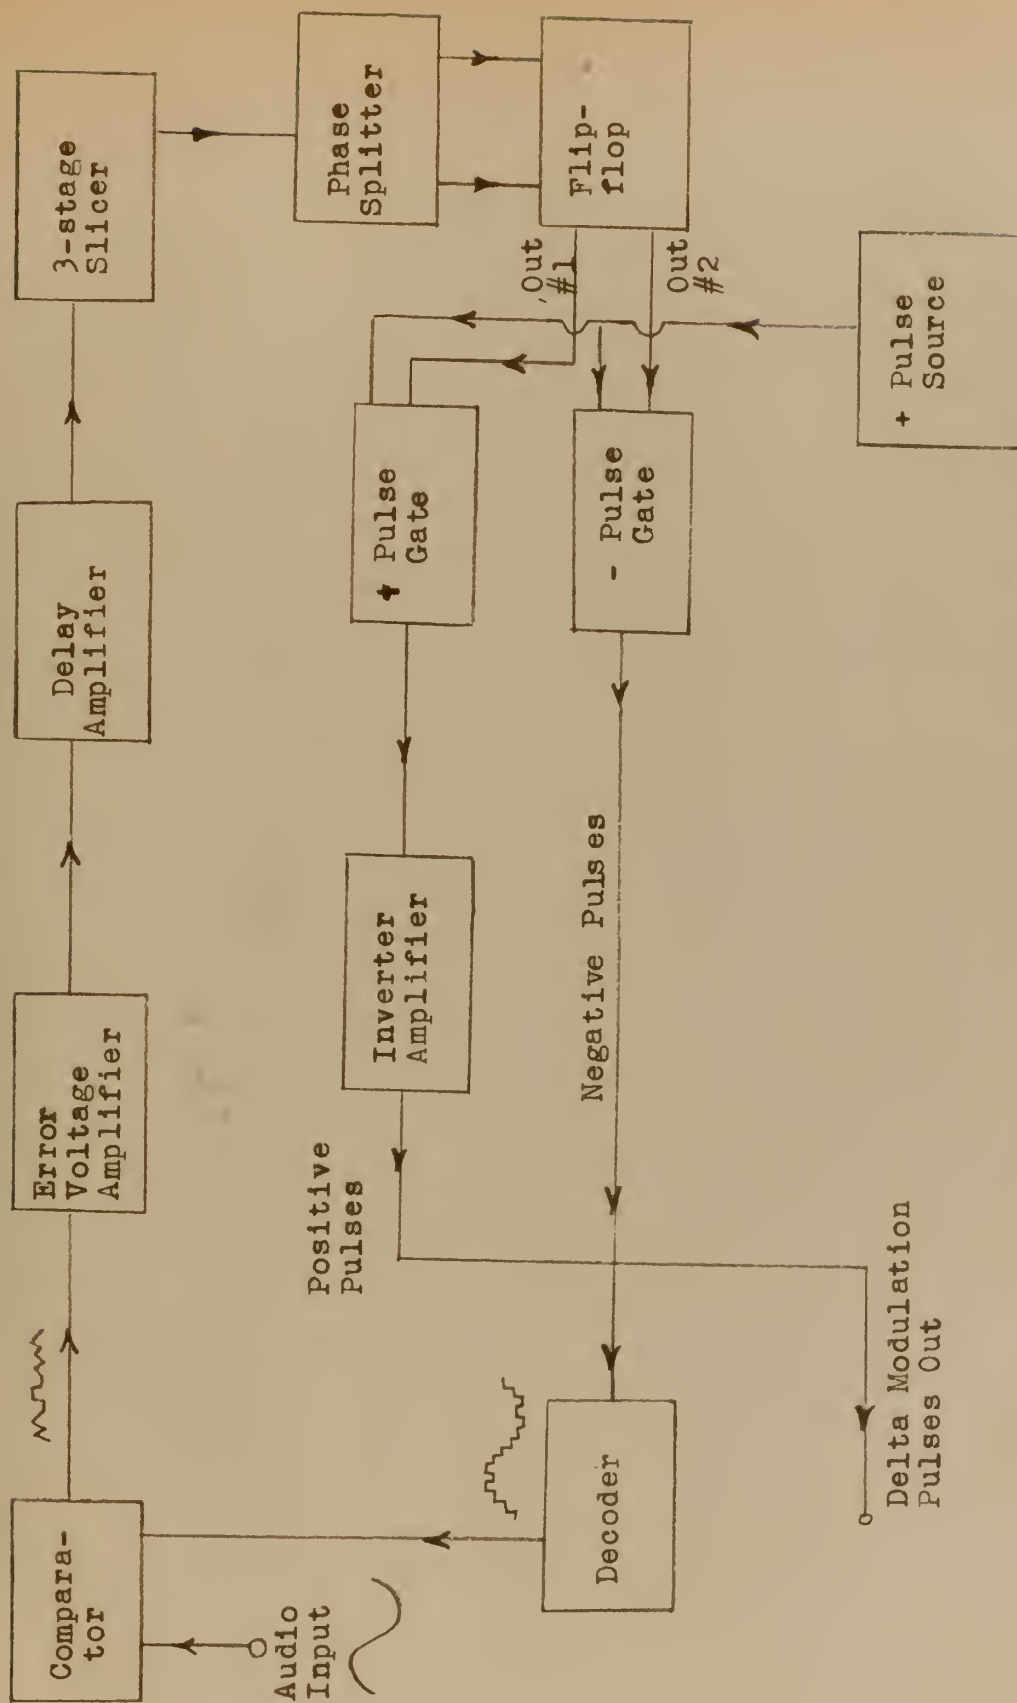 Compara-
tor
Error
Voltage
Amplifier
Delay
Amplifier
3-stage
Slicer
Audio
Input
Positive
Pulses
Inverter
Amplifier
+ Pulse
Gate
Phase
Splitter
Decoder
Negative Pulses
- Pulse
Gate
Out
#1
Out
#2
Flip-
flop
Delta Modulation
Pulses Out
+ Pulse
Source